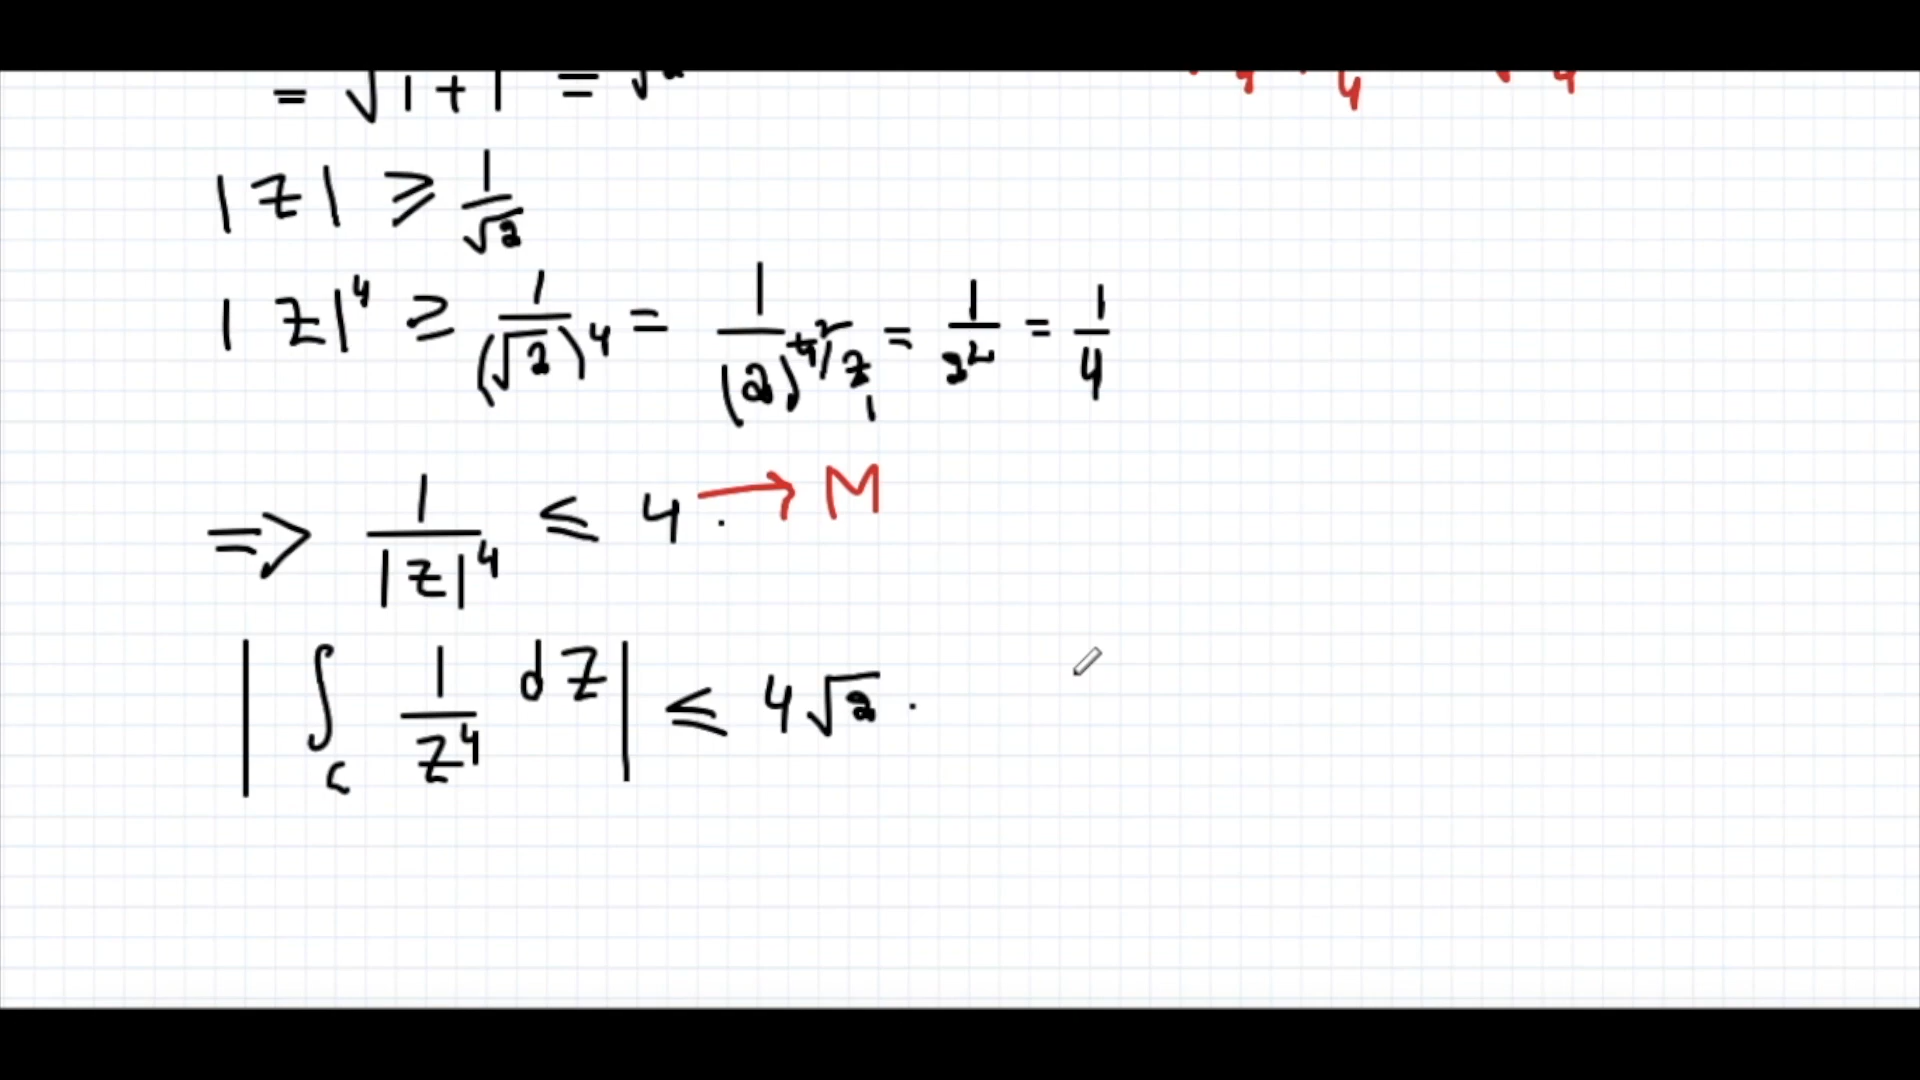 = √1+1 = √2
|Z| ≥ 1/√2
|Z|⁴ ≥ 1/(√2)⁴ = 1/(2)^(4/2) = 1/2² = 1/4
=> 1/|Z|⁴ ≤ 4. → M
|∫_C 1/Z⁴ dZ| ≤ 4√2.